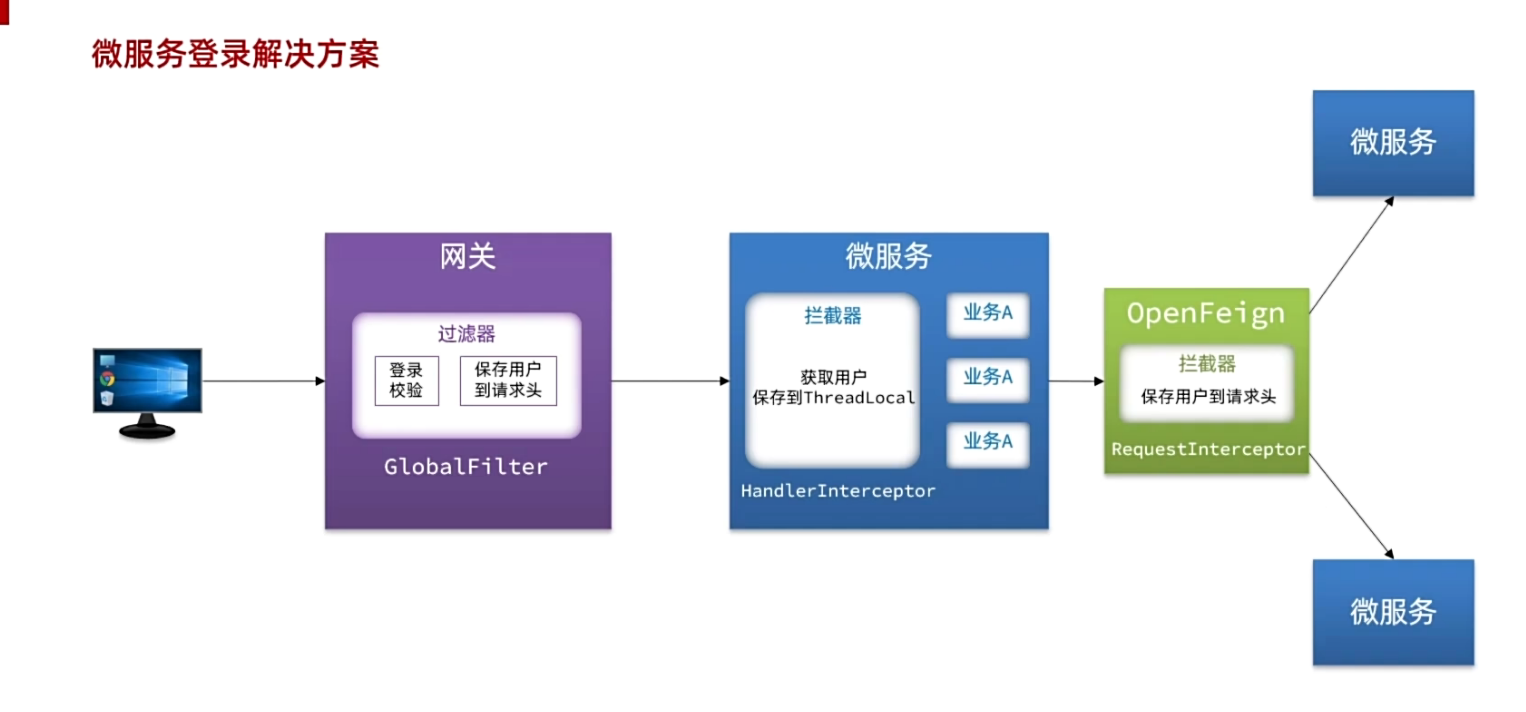 微服务登录解决方案
网关
过滤器
登录
校验
保存用户
到请求头
GlobalFilter
微服务
拦截器
获取用户
保存到ThreadLocal
业务A
业务A
业务A
HandlerInterceptor
OpenFeign
拦截器
保存用户到请求头
RequestInterceptor
微服务
微服务